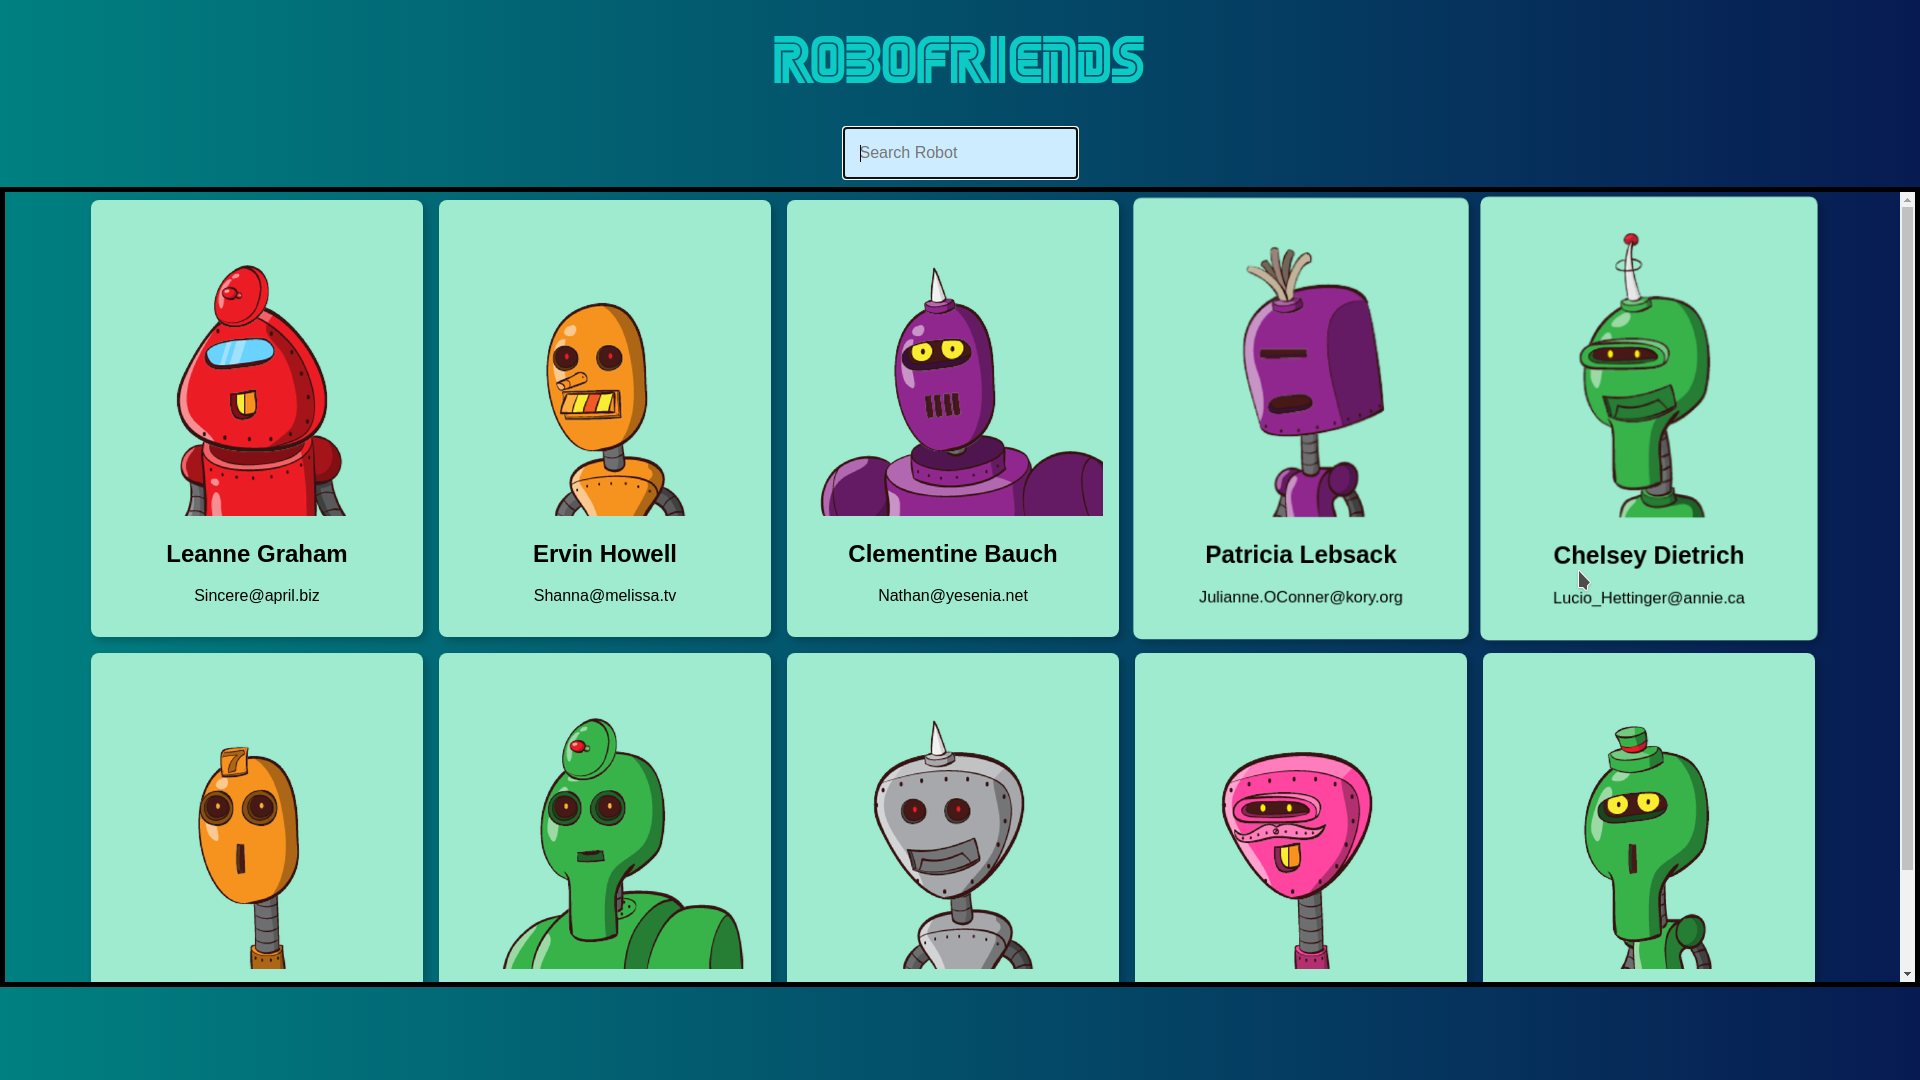 ROBOFRIENDS
Search Robot
Leanne Graham
Sincere@april.biz
Ervin Howell
Shanna@melissa.tv
Clementine Bauch
Nathan@yesenia.net
Patricia Lebsack
Julianne.OConner@kory.org
Chelsey Dietrich
Lucio_Hettinger@annie.ca
7